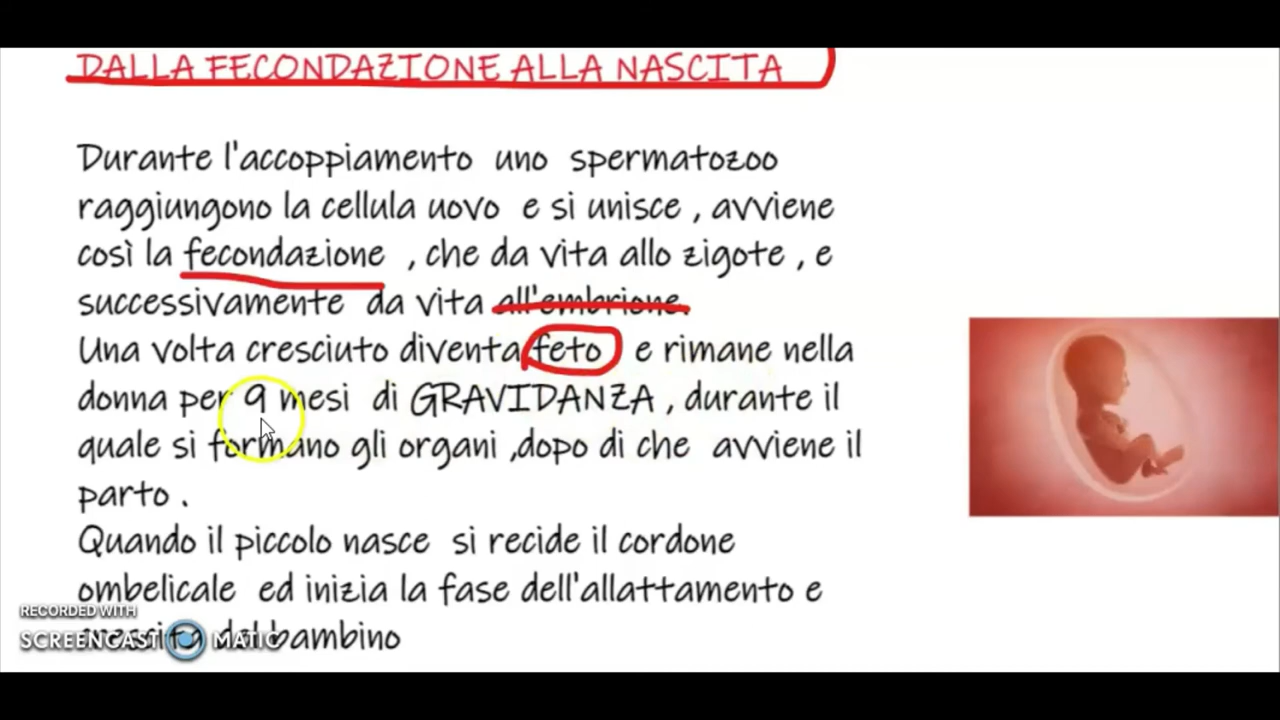 DALLA FECONDAZIONE ALLA NASCITA
Durante l'accoppiamento uno spermatozoo
raggiungono la cellula uovo e si unisce , avviene
così la fecondazione , che da vita allo zigote , e
successivamente da vita all'embrione.
Una volta cresciuto diventa feto e rimane nella
donna per 9 mesi di GRAVIDANZA , durante il
quale si formano gli organi ,dopo di che avviene il
parto .
Quando il piccolo nasce si recide il cordone
ombelicale ed inizia la fase dell'allattamento e
crescita del bambino
RECORDED WITH
SCREENCAST MATIC